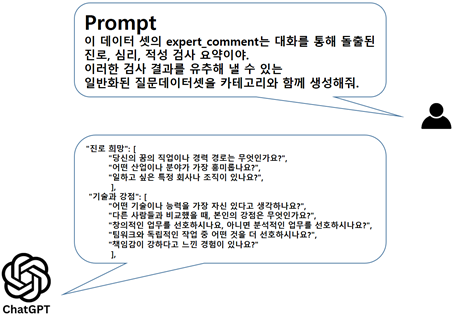 Prompt
이 데이터 셋의 expert_comment는 대화를 통해 돌출된
진로, 심리, 적성 검사 요약이야.
이러한 검사 결과를 유추해 낼 수 있는
일반화된 질문데이터셋을 카테고리와 함께 생성해줘.
"진로 희망": [
"당신의 꿈의 직업이나 경력 경로는 무엇인가요?",
"어떤 산업이나 분야가 가장 흥미롭나요?",
"일하고 싶은 특정 회사나 조직이 있나요?",
],
"기술과 강점": [
"어떤 기술이나 능력을 가장 자신 있다고 생각하나요?",
"다른 사람들과 비교했을 때, 본인의 강점은 무엇인가요?",
"창의적인 업무를 선호하시나요, 아니면 분석적인 업무를 선호하시나요?",
"팀워크와 독립적인 작업 중 어떤 것을 더 선호하시나요?",
"책임감이 강하다고 느낀 경험이 있나요?"
],
ChatGPT